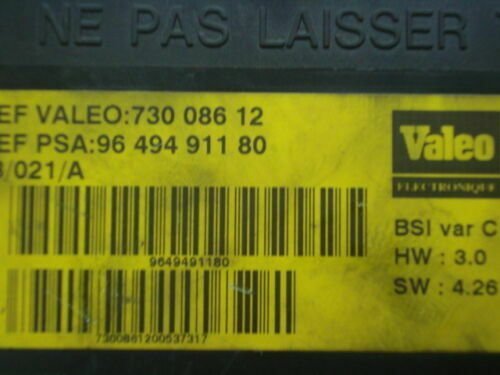 NE PAS LAISSER
EF VALEO:730 086 12
EF PSA:96 494 911 80
/021/A
Valeo
ELECTRONIQUE
9649491180
BSI var C
HW : 3.0
SW : 4.26
7300861200537317